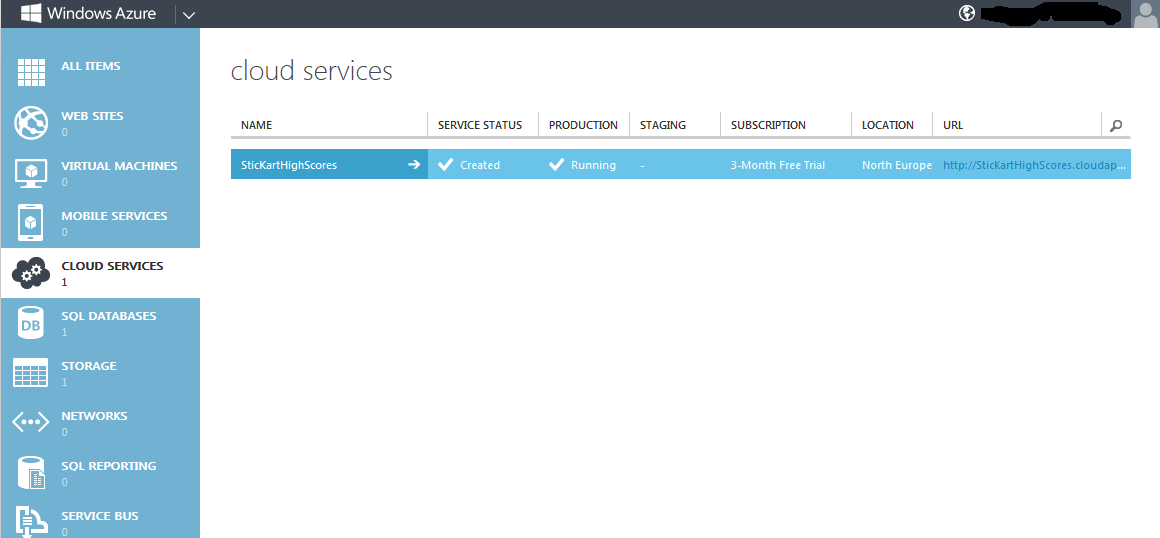 Windows Azure
ALL ITEMS
WEB SITES
0
VIRTUAL MACHINES
0
MOBILE SERVICES
0
CLOUD SERVICES
1
SQL DATABASES
1
STORAGE
1
NETWORKS
0
SQL REPORTING
0
SERVICE BUS
0
DB
cloud services
NAME SERVICE STATUS PRODUCTION STAGING SUBSCRIPTION LOCATION URL
SticKartHighScores Created Running - 3-Month Free Trial North Europe http://SticKartHighScores.cloudap...